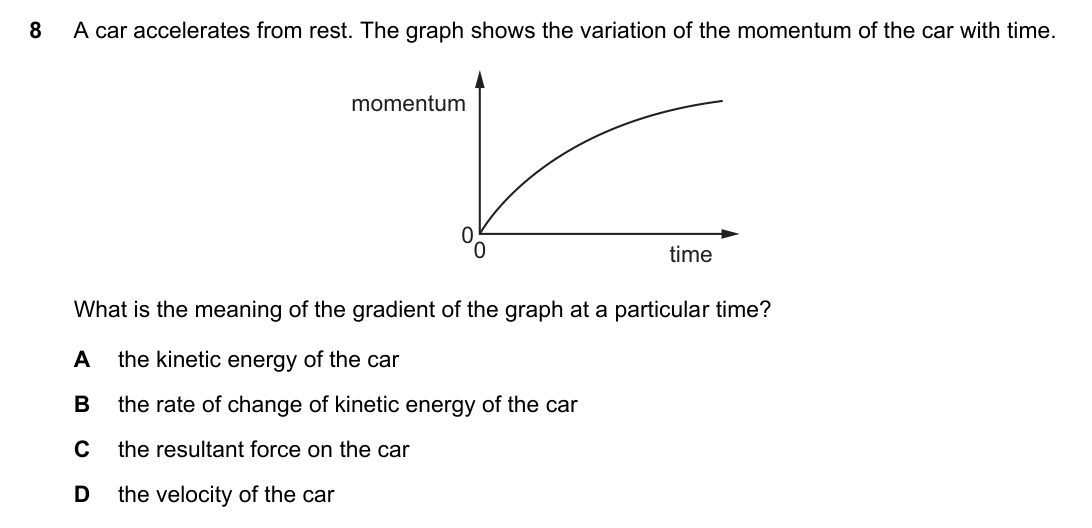 8 A car accelerates from rest. The graph shows the variation of the momentum of the car with time.
momentum
0
0
time
What is the meaning of the gradient of the graph at a particular time?
A the kinetic energy of the car
B the rate of change of kinetic energy of the car
C the resultant force on the car
D the velocity of the car